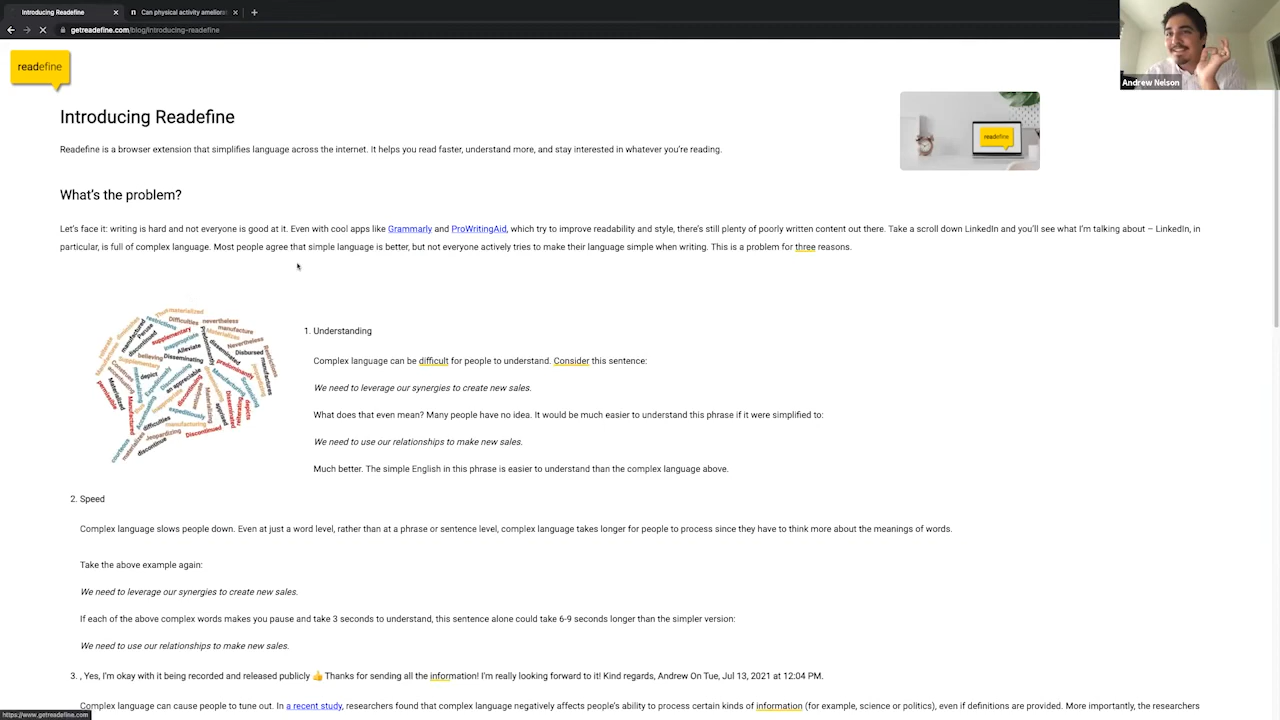 Introducing Readefine
Can physical activity ameliora
getreadefine.com/blog/introducing-readefine
Andrew Nelson
readefine
Introducing Readefine
readefine
Readefine is a browser extension that simplifies language across the internet. It helps you read faster, understand more, and stay interested in whatever you're reading.
What's the problem?
Let's face it: writing is hard and not everyone is good at it. Even with cool apps like Grammarly and ProWritingAid, which try to improve readability and style, there's still plenty of poorly written content out there. Take a scroll down LinkedIn and you'll see what I'm talking about – LinkedIn, in
particular, is full of complex language. Most people agree that simple language is better, but not everyone actively tries to make their language simple when writing. This is a problem for three reasons.
1. Understanding
Complex language can be difficult for people to understand. Consider this sentence:
We need to leverage our synergies to create new sales.
What does that even mean? Many people have no idea. It would be much easier to understand this phrase if it were simplified to:
We need to use our relationships to make new sales.
Much better. The simple English in this phrase is easier to understand than the complex language above.
2. Speed
Complex language slows people down. Even at just a word level, rather than at a phrase or sentence level, complex language takes longer for people to process since they have to think more about the meanings of words.
Take the above example again:
We need to leverage our synergies to create new sales.
If each of the above complex words makes you pause and take 3 seconds to understand, this sentence alone could take 6-9 seconds longer than the simpler version:
We need to use our relationships to make new sales.
3. , Yes, I'm okay with it being recorded and released publicly 👍 Thanks for sending all the information! I'm really looking forward to it! Kind regards, Andrew On Tue, Jul 13, 2021 at 12:04 PM.
Complex language can cause people to tune out. In a recent study, researchers found that complex language negatively affects people's ability to process certain kinds of information (for example, science or politics), even if definitions are provided. More importantly, the researchers
https://www.getreadefine.com